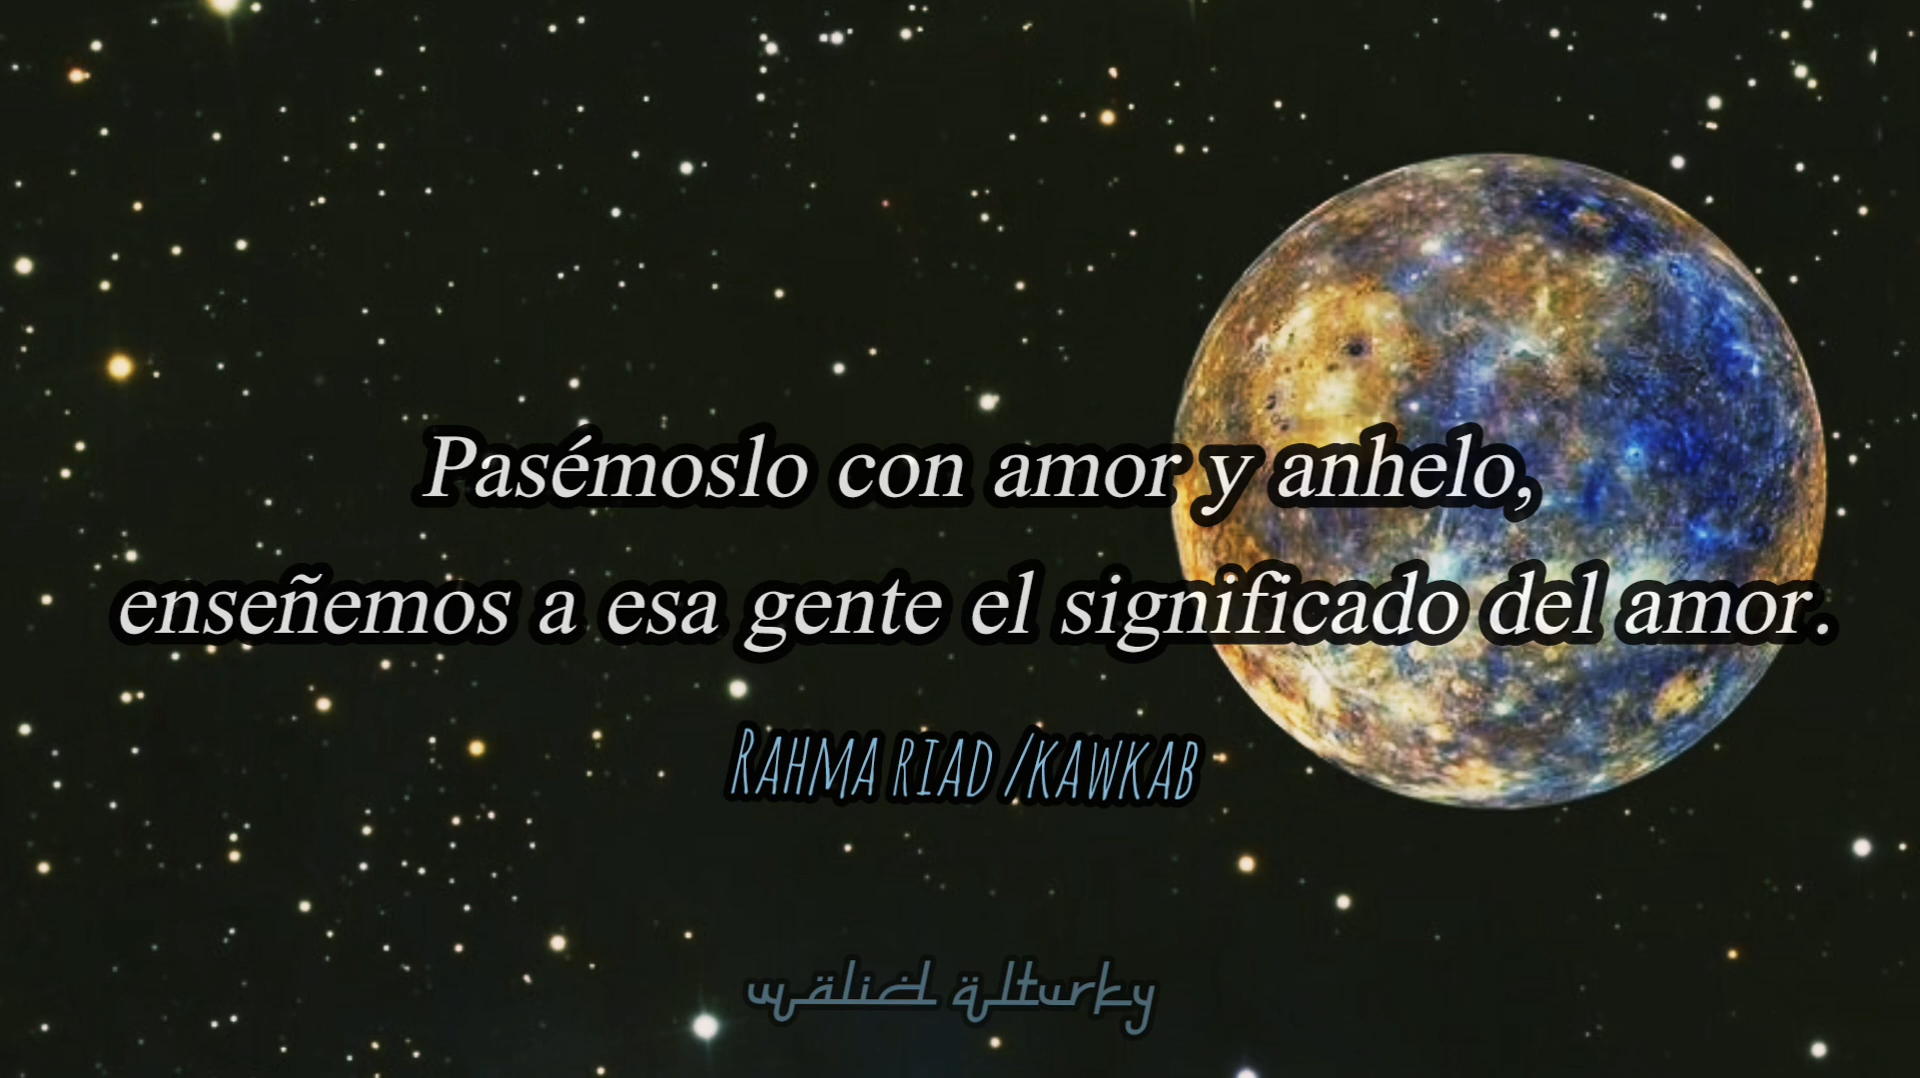 Pasémoslo con amor y anhelo,
enseñemos a esa gente el significado del amor.
RAHMA RIAD /KAWKAB
walid alturky